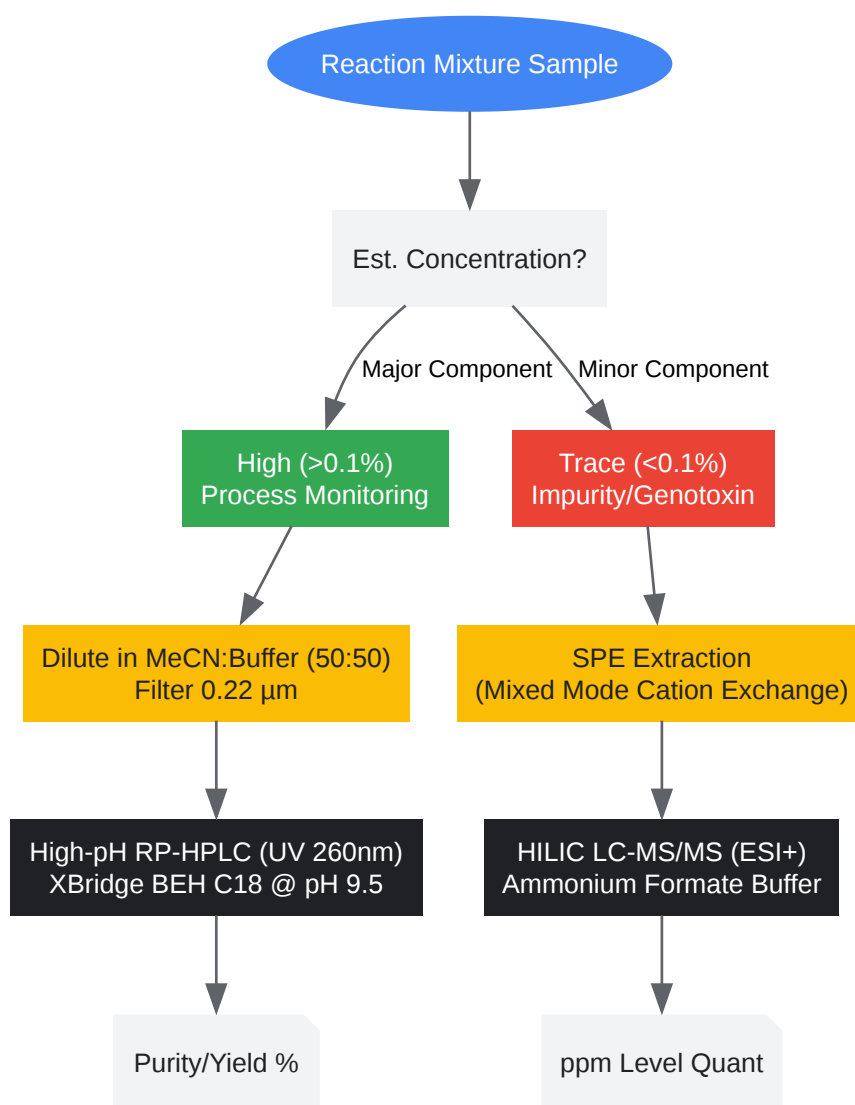 Reaction Mixture Sample
Est. Concentration?
Major Component
Minor Component
High (>0.1%)
Process Monitoring
Trace (<0.1%)
Impurity/Genotoxin
Dilute in MeCN:Buffer (50:50)
Filter 0.22 µm
SPE Extraction
(Mixed Mode Cation Exchange)
High-pH RP-HPLC (UV 260nm)
XBridge BEH C18 @ pH 9.5
HILIC LC-MS/MS (ESI+)
Ammonium Formate Buffer
Purity/Yield %
ppm Level Quant